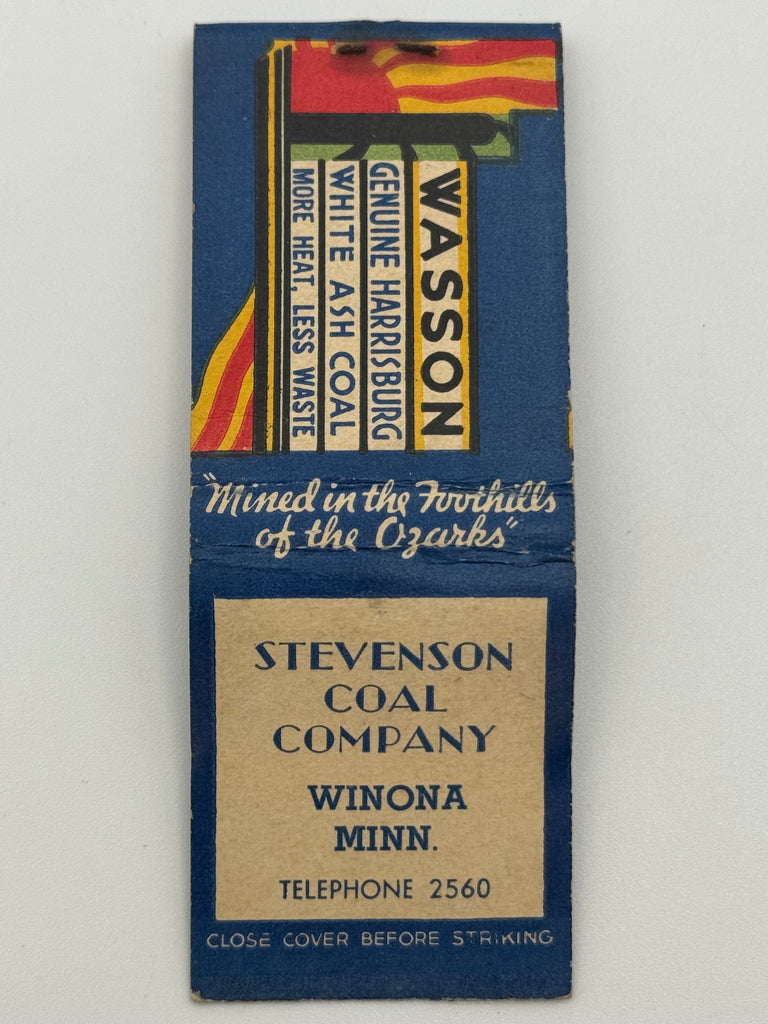 WASSON
GENUINE HARRISBURG
WHITE ASH COAL
MORE HEAT, LESS WASTE
"Mined in the Foothills
of the Ozarks"
STEVENSON
COAL
COMPANY
WINONA
MINN.
TELEPHONE 2560
CLOSE COVER BEFORE STRIKING